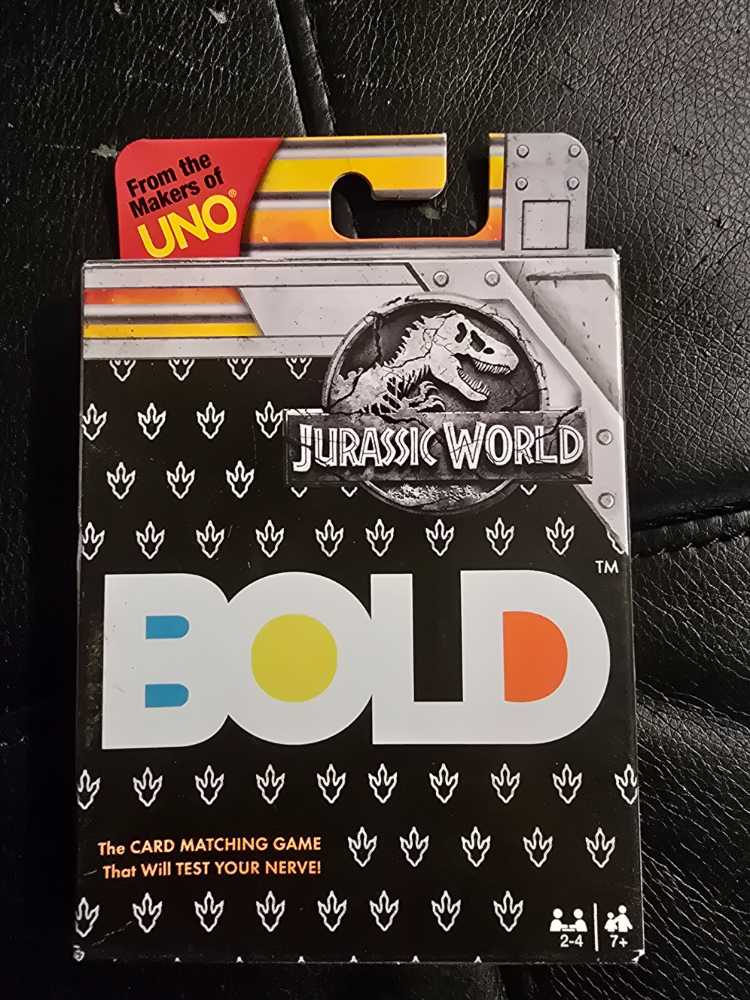 From the
Makers of
UNO®
JURASSIC WORLD
BOLD™
The CARD MATCHING GAME
That Will TEST YOUR NERVE!
2-4 7+